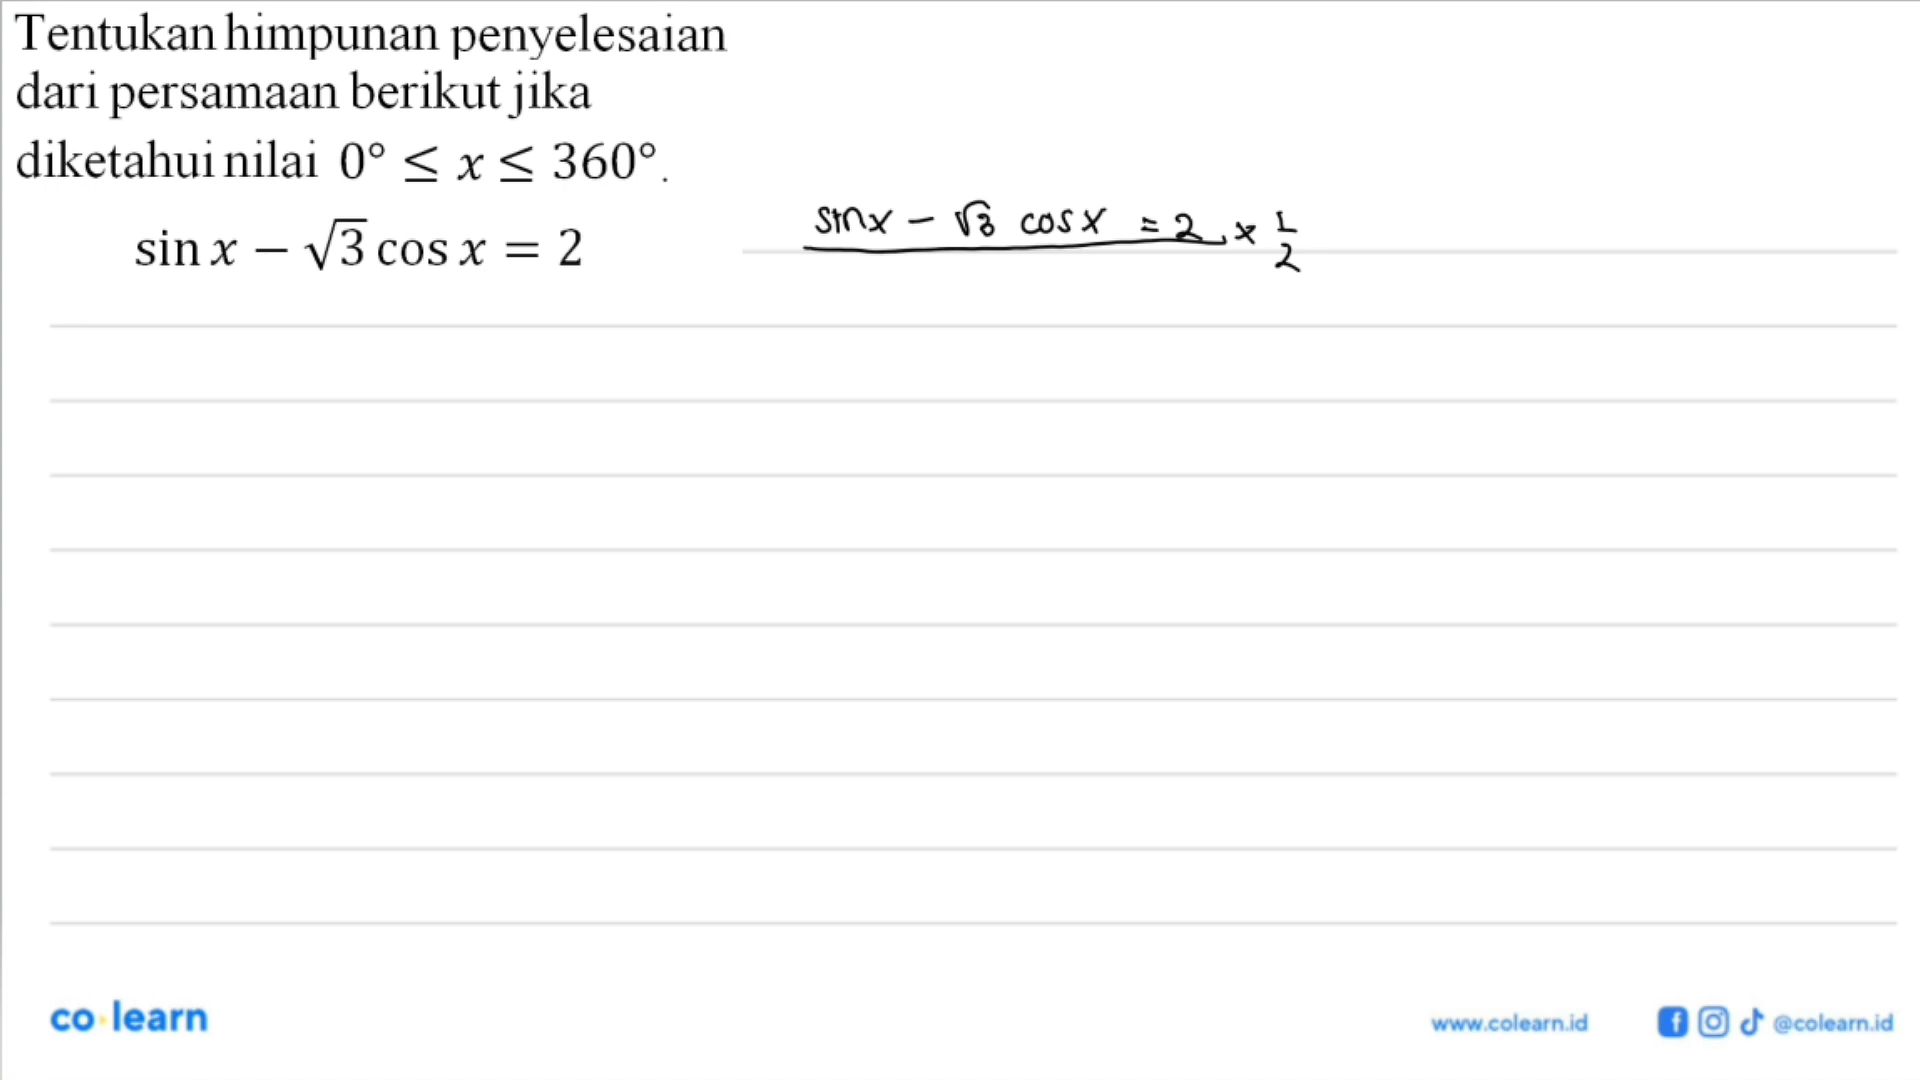 Tentukan himpunan penyelesaian
dari persamaan berikut jika
diketahui nilai 0° ≤ x ≤ 360°.
sin x − √3 cos x = 2
sin x − √3 cos x = 2 × 1/2
co learn
www.colearn.id
@colearn.id